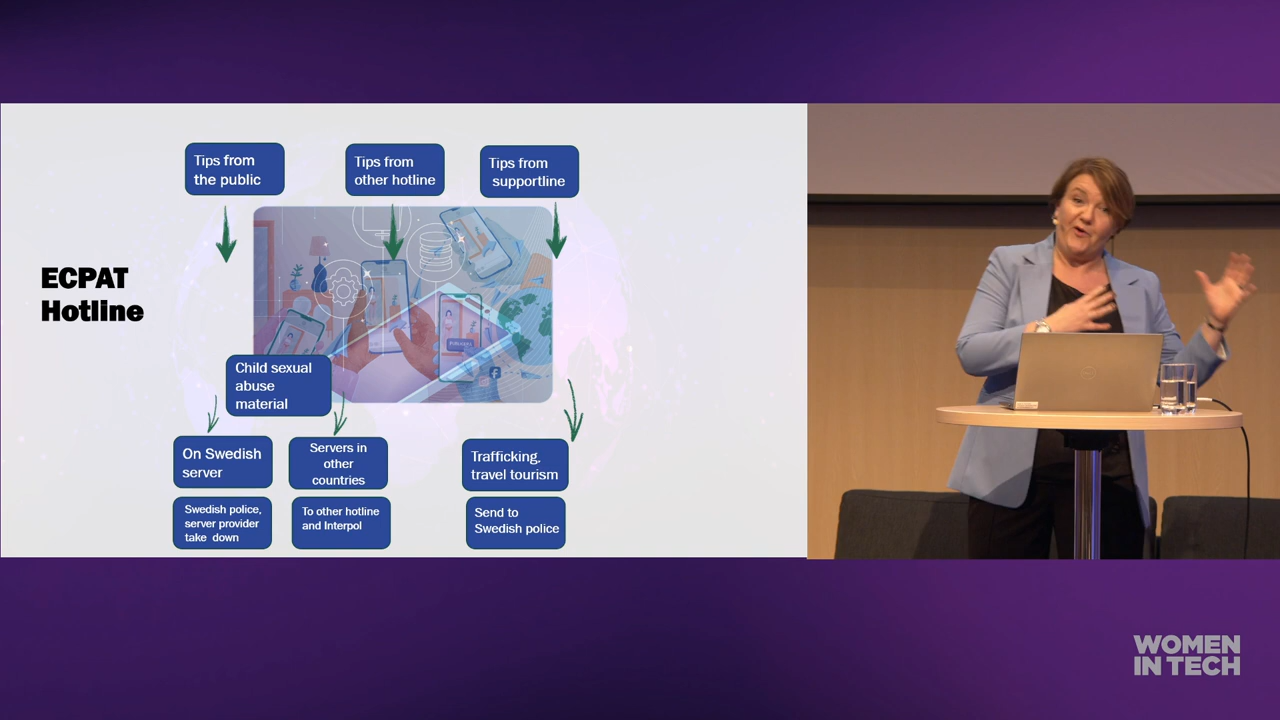 Tips from
the public
Tips from
other hotline
Tips from
supportline
ECPAT
Hotline
Child sexual
abuse
material
On Swedish
server
Servers in
other
countries
Trafficking,
travel tourism
Swedish police,
server provider
take down
To other hotline
and Interpol
Send to
Swedish police
WOMEN
IN TECH